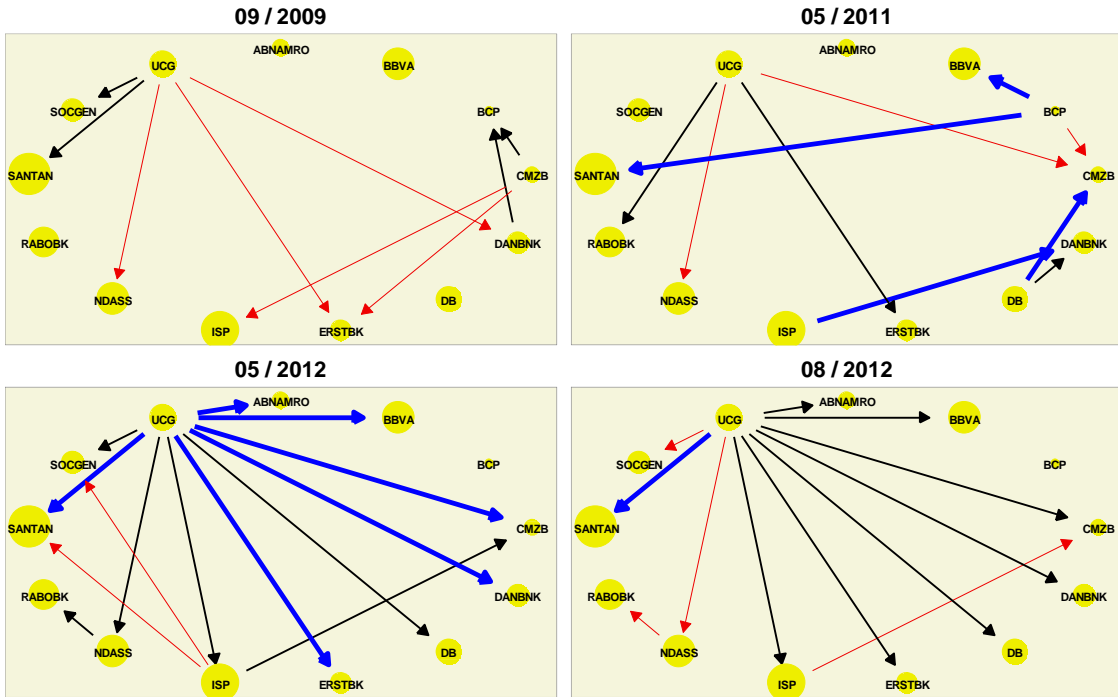 09 / 2009
ABNAMRO
UCG
BBVA
SOCGEN
BCP
SANTAN
CMZB
RABOBK
DANBNK
NDASS
DB
ISP
ERSTBK
05 / 2011
ABNAMRO
UCG
BBVA
SOCGEN
BCP
SANTAN
CMZB
RABOBK
DANBNK
NDASS
DB
ISP
ERSTBK
05 / 2012
ABNAMRO
UCG
BBVA
SOCGEN
BCP
SANTAN
CMZB
RABOBK
DANBNK
NDASS
DB
ISP
ERSTBK
08 / 2012
ABNAMRO
UCG
BBVA
SOCGEN
BCP
SANTAN
CMZB
RABOBK
DANBNK
NDASS
DB
ISP
ERSTBK